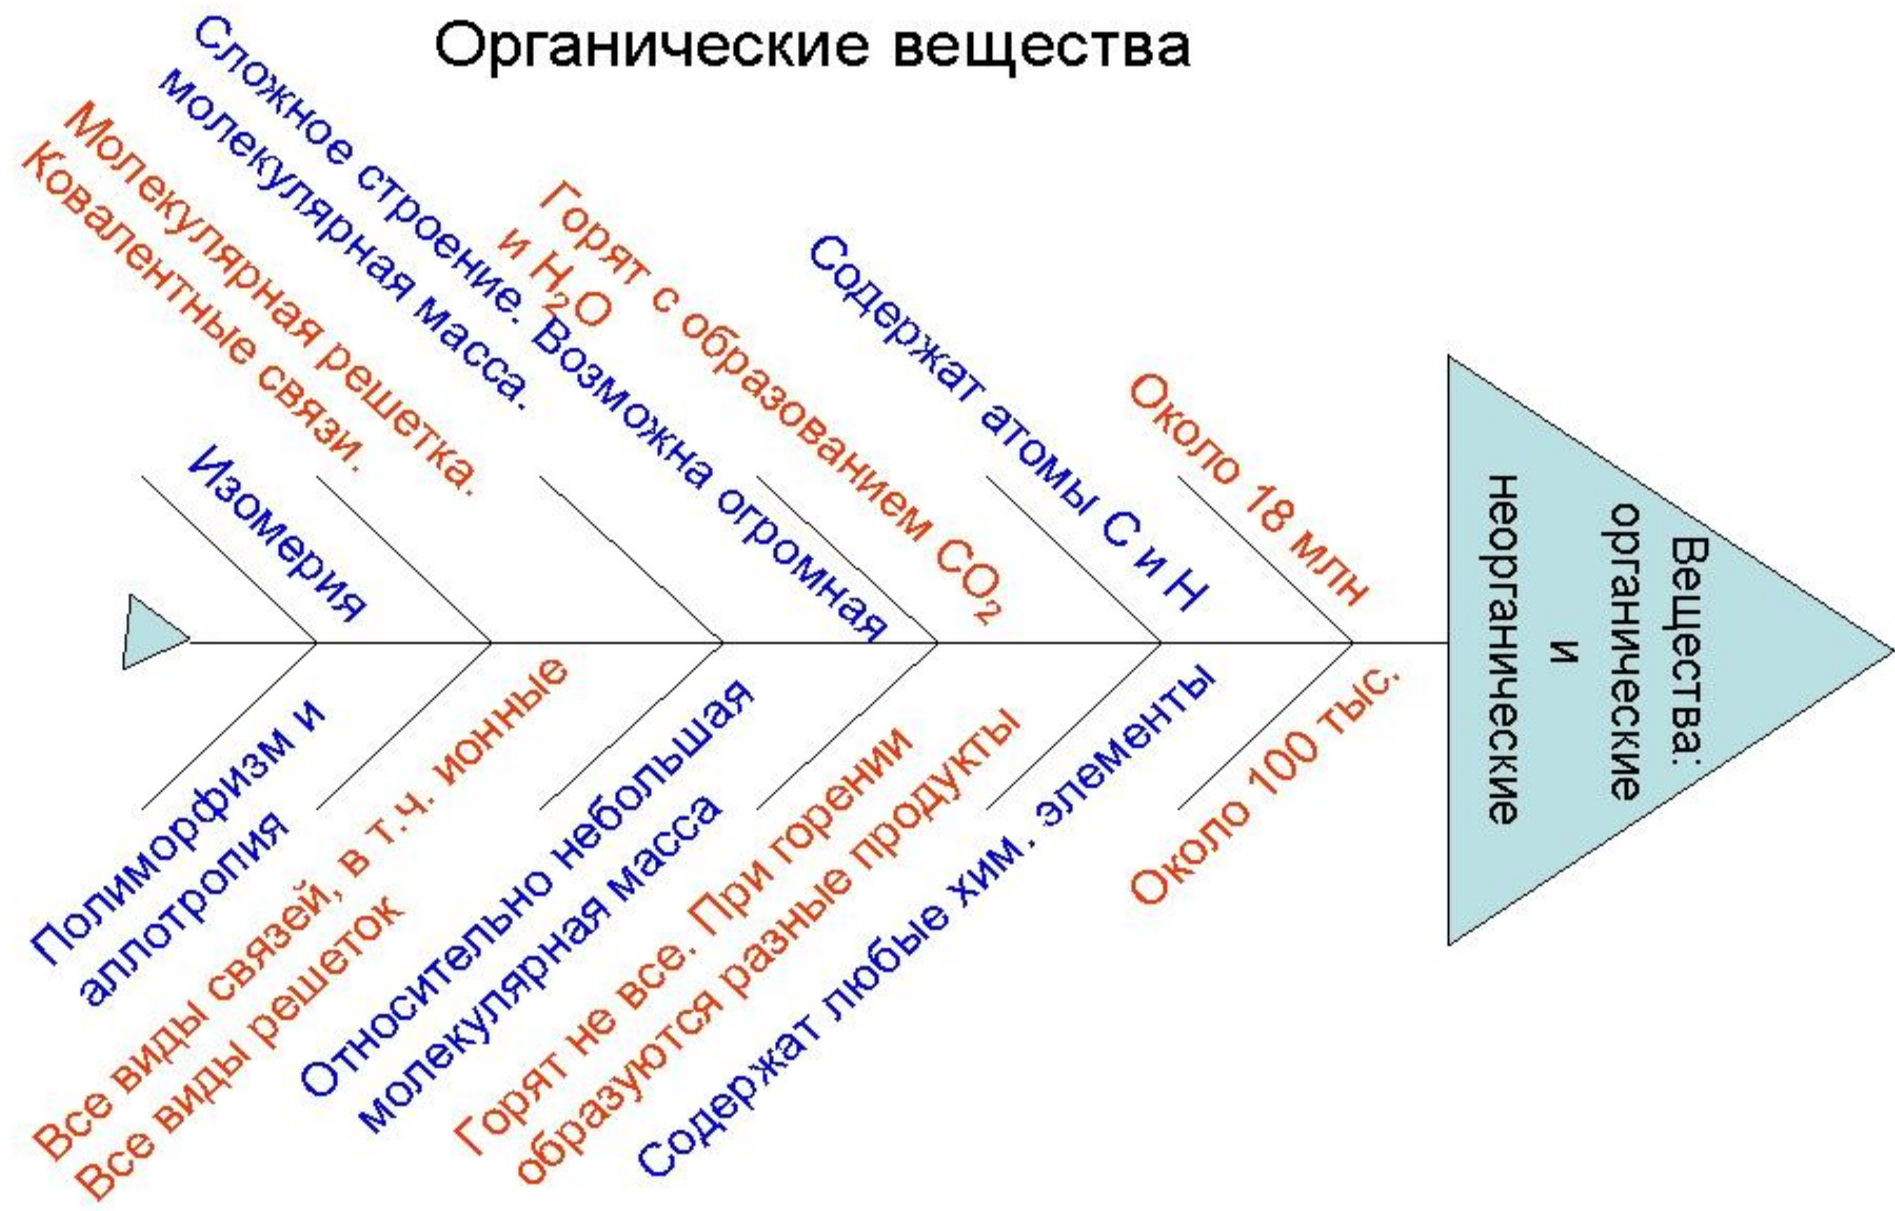 Органические вещества
Сложное строение. Возможна огромная
молекулярная масса.
Молекулярная решетка.
Ковалентные связи.
Изомерия
Горят с образованием CO₂
и H₂O
Содержат атомы С и Н
Около 18 млн
Вещества:
органические
и
неорганические
Полиморфизм и
аллотропия
Все виды связей, в т.ч. ионные
Все виды решеток
Относительно небольшая
молекулярная масса
Горят не все. При горении
образуются разные продукты
Содержат любые хим. элементы
Около 100 тыс.